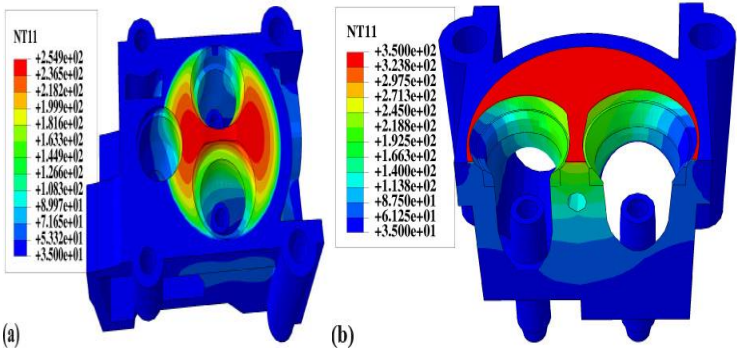 NT11
+2.549e+02
+2.365e+02
+2.182e+02
+1.999e+02
+1.816e+02
+1.633e+02
+1.449e+02
+1.266e+02
+1.083e+02
+8.997e+01
+7.165e+01
+5.332e+01
+3.500e+01
(a)
NT11
+3.500e+02
+3.238e+02
+2.975e+02
+2.713e+02
+2.450e+02
+2.188e+02
+1.925e+02
+1.663e+02
+1.400e+02
+1.138e+02
+8.750e+01
+6.125e+01
+3.500e+01
(b)